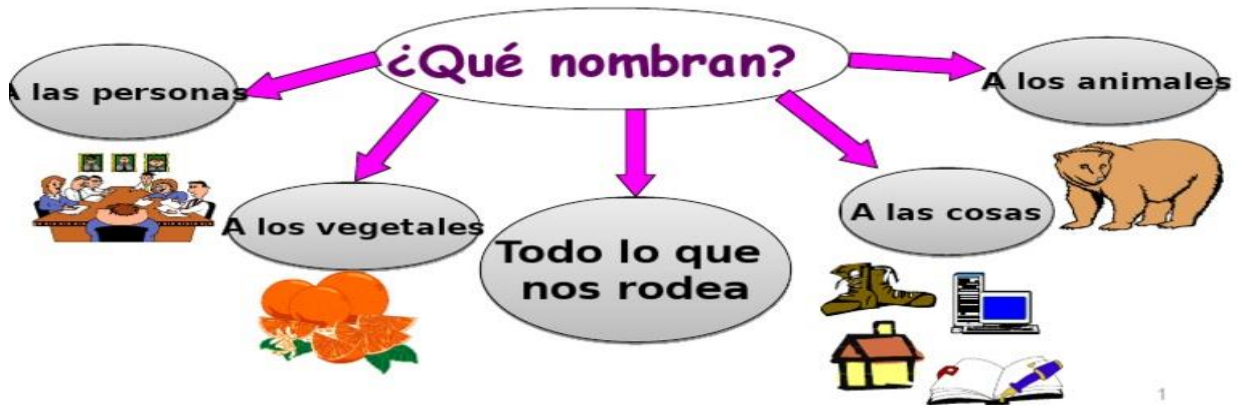 ¿Qué nombran?
A las personas
A los animales
A los vegetales
A las cosas
Todo lo que
nos rodea
1